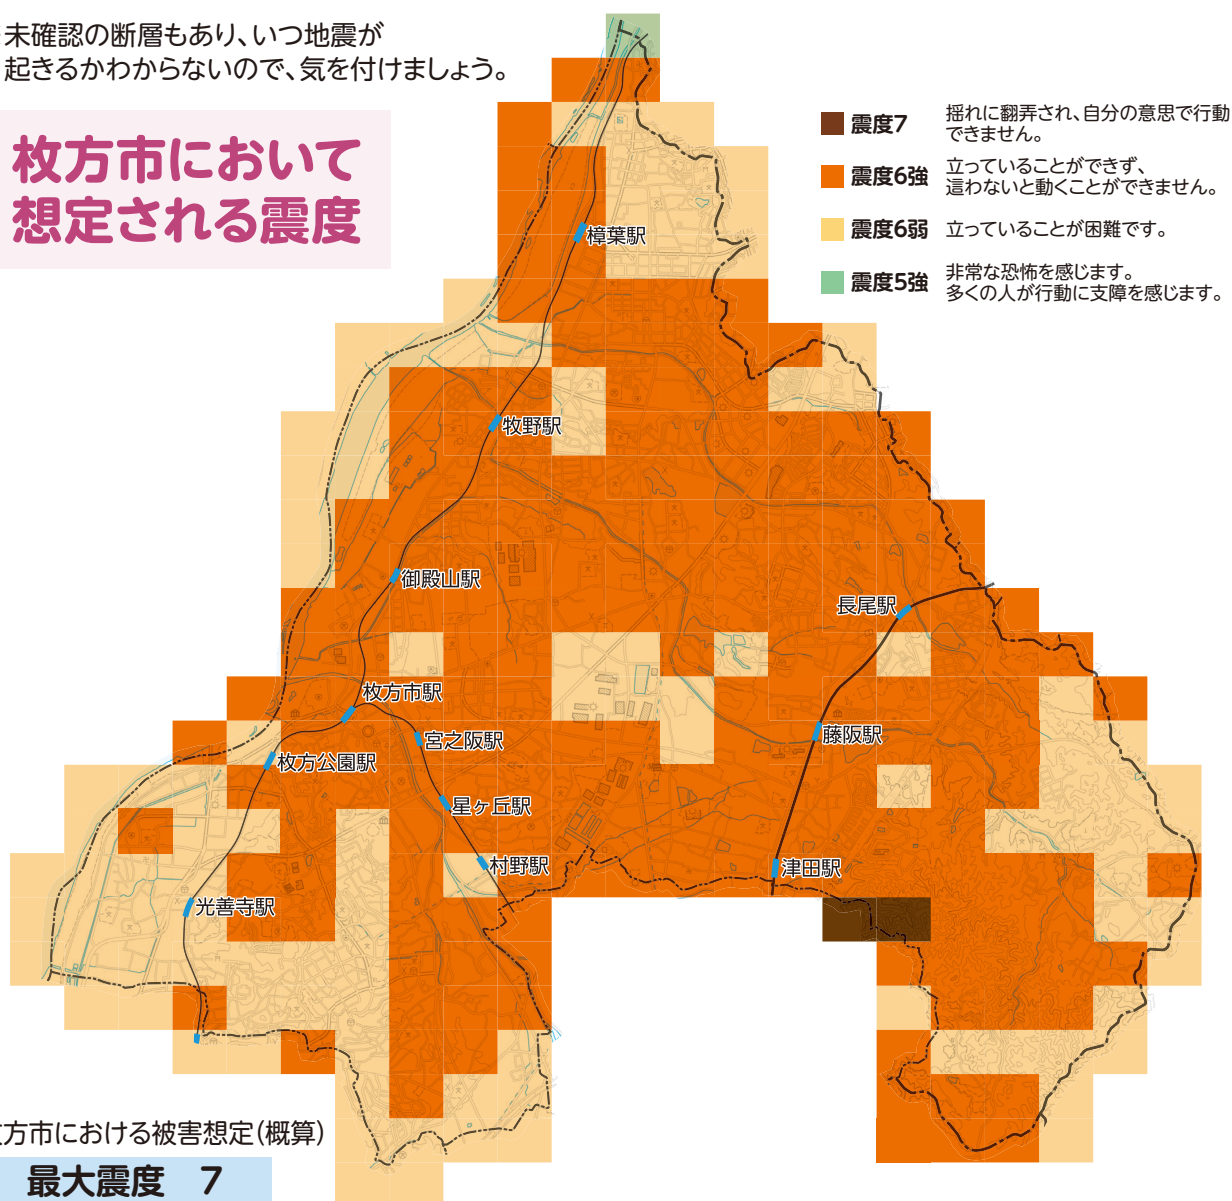 未確認の断層もあり、いつ地震が
起きるかわからないので、気を付けましょう。
枚方市において
想定される震度
震度7
揺れに翻弄され、自分の意思で行動
できません。
震度6強
立っていることができず、
這わないと動くことができません。
震度6弱
立っていることが困難です。
震度5強
非常な恐怖を感じます。
多くの人が行動に支障を感じます。
樟葉駅
牧野駅
御殿山駅
長尾駅
枚方市駅
宮之阪駅
藤阪駅
枚方公園駅
星ヶ丘駅
村野駅
津田駅
光善寺駅
方市における被害想定(概算)
最大震度 7